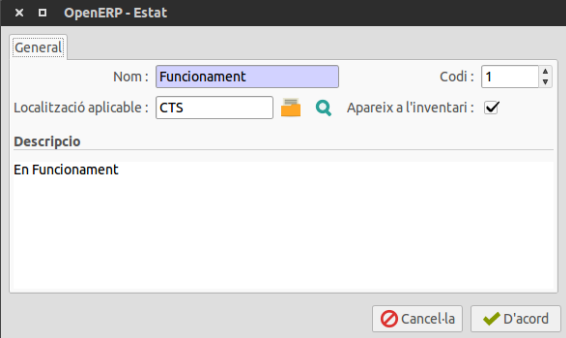 OpenERP - Estat
General
Nom : Funcionament Codi : 1
Localització aplicable : CTS Apareix a l'inventari :
Descripcio
En Funcionament
Cancel·la D'acord